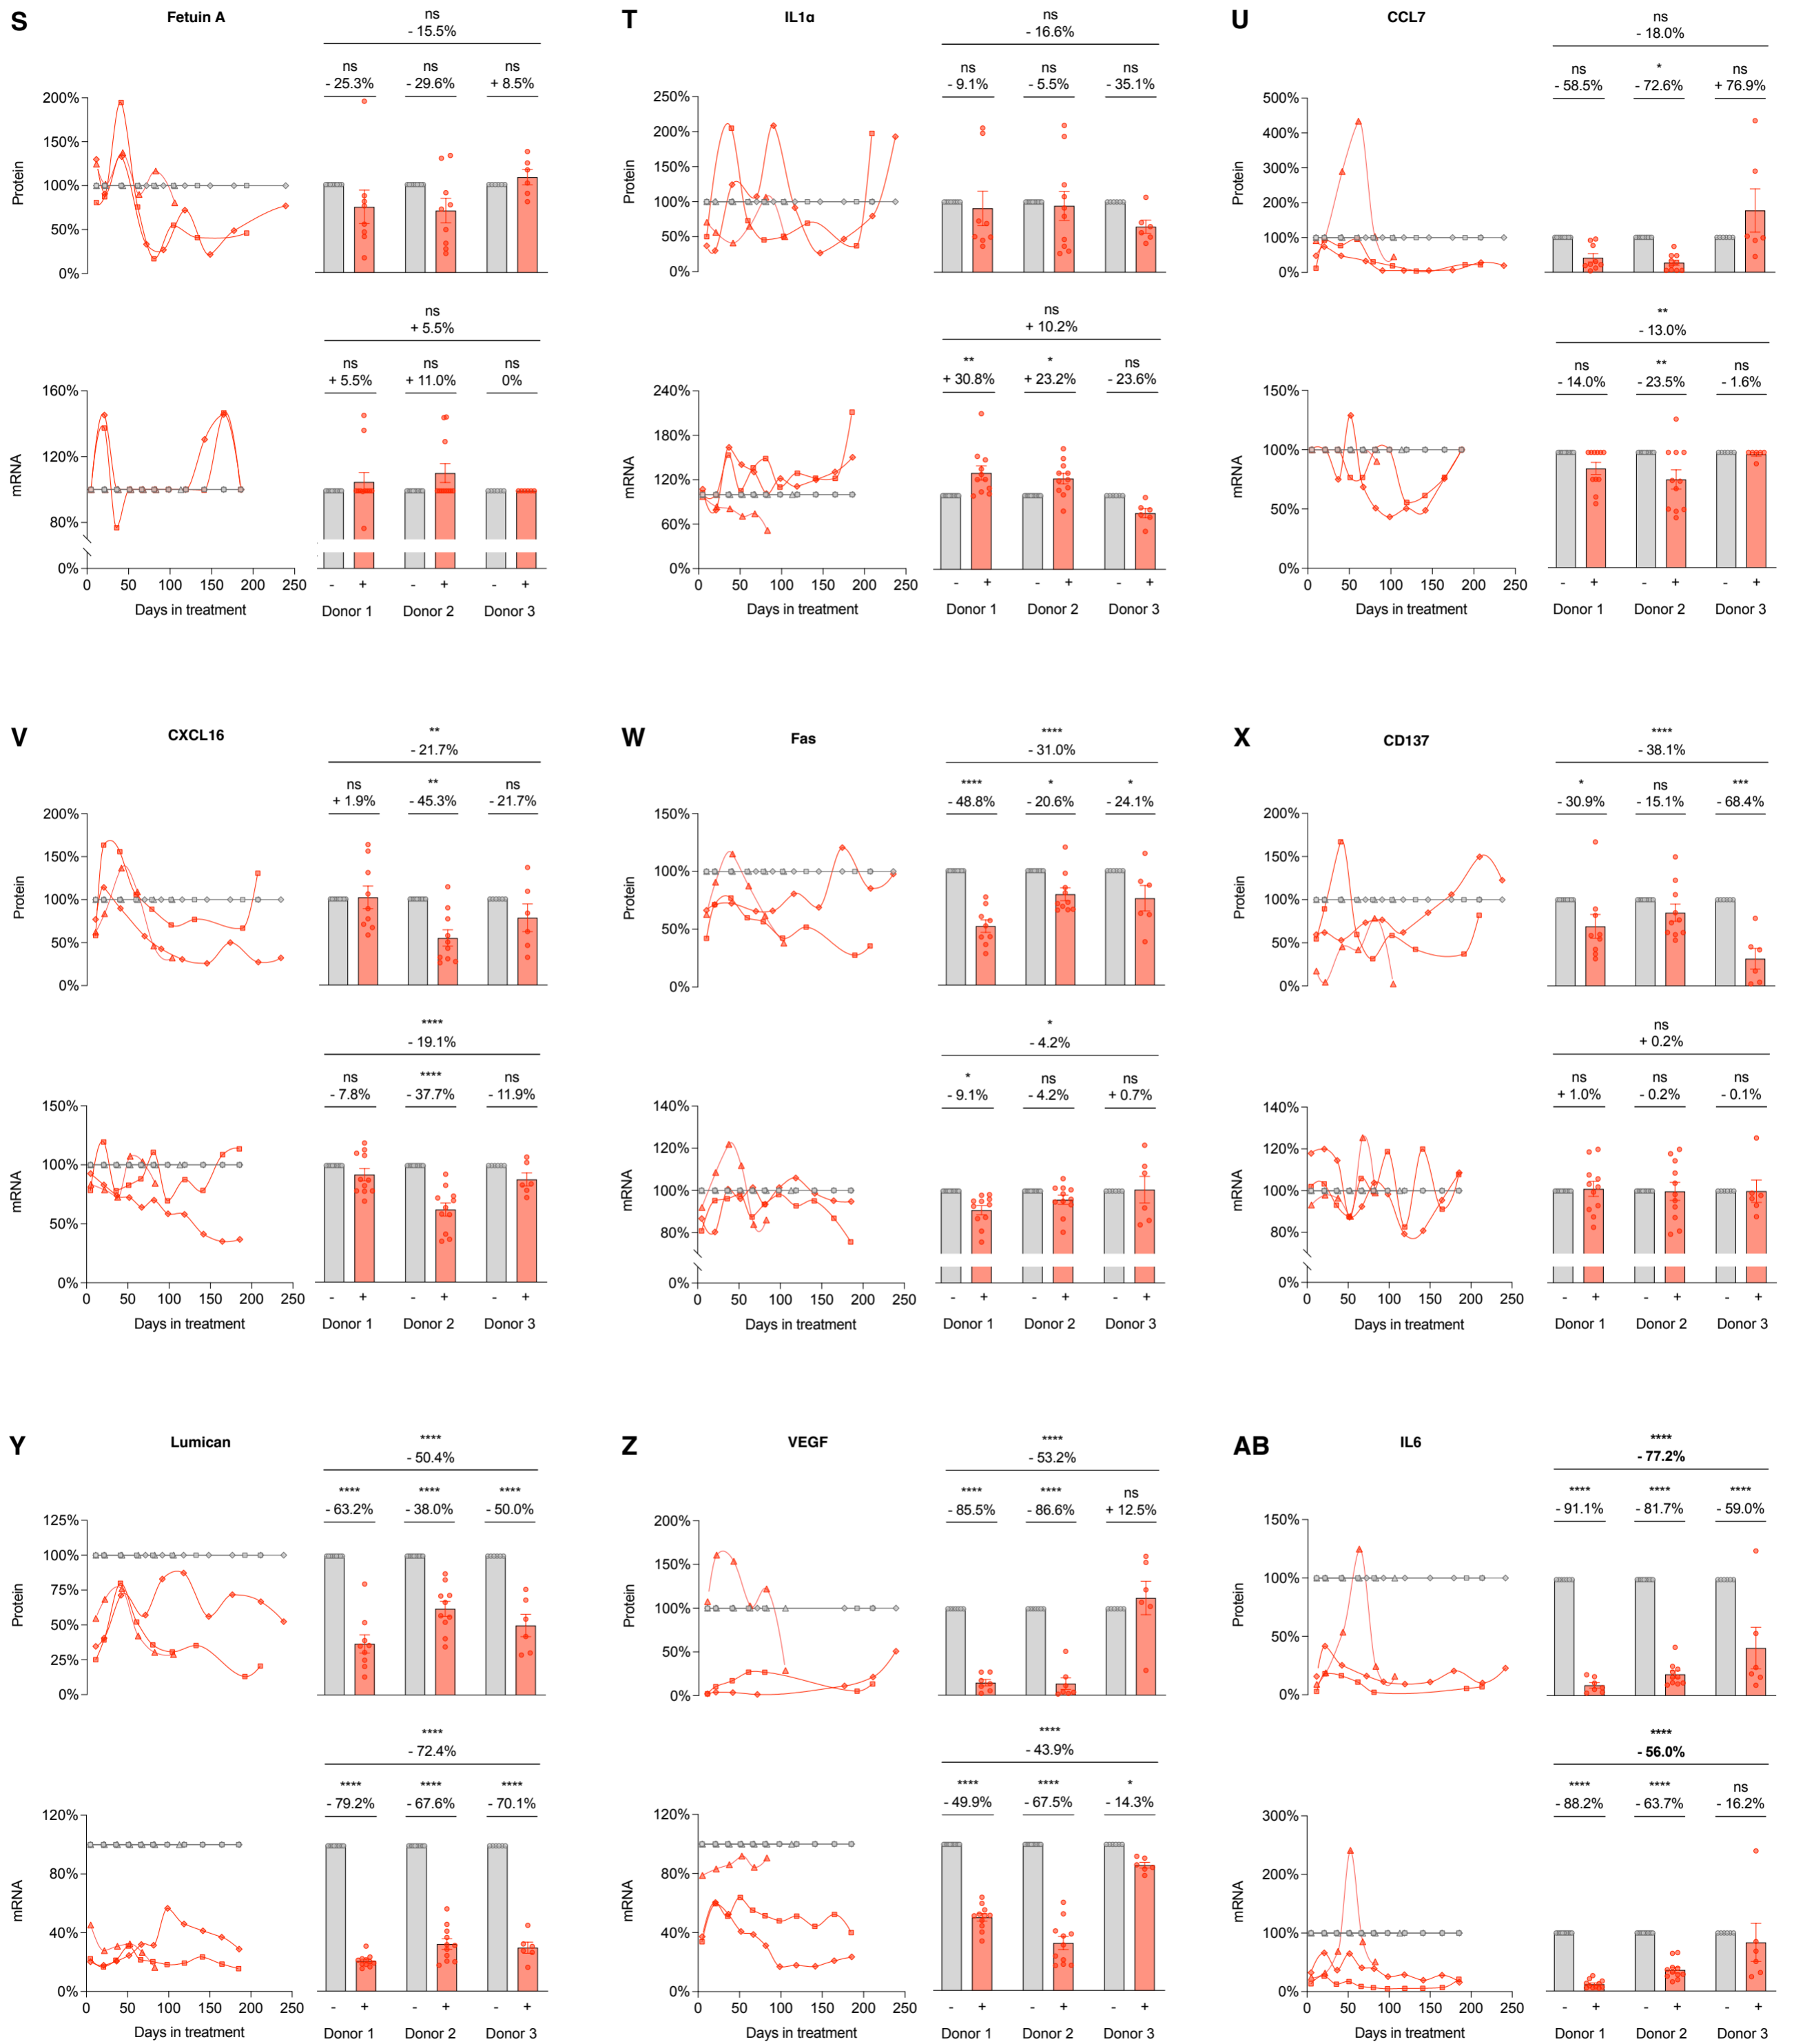 S
Fetuin A
ns
- 15.5%
ns ns ns
- 25.3% - 29.6% + 8.5%
Protein
200%
150%
100%
50%
0%
ns
+ 5.5%
ns ns ns
+ 5.5% + 11.0% 0%
mRNA
160%
120%
80%
0%
0 50 100 150 200 250
Days in treatment
- + - + - +
Donor 1 Donor 2 Donor 3
T
IL1α
ns
- 16.6%
ns ns ns
- 9.1% - 5.5% - 35.1%
Protein
250%
200%
150%
100%
50%
0%
ns
+ 10.2%
** * ns
+ 30.8% + 23.2% - 23.6%
mRNA
240%
180%
120%
60%
0%
0 50 100 150 200 250
Days in treatment
- + - + - +
Donor 1 Donor 2 Donor 3
U
CCL7
ns
- 18.0%
ns * ns
- 58.5% - 72.6% + 76.9%
Protein
500%
400%
300%
200%
100%
0%
**
- 13.0%
ns ** ns
- 14.0% - 23.5% - 1.6%
mRNA
150%
100%
50%
0%
0 50 100 150 200 250
Days in treatment
- + - + - +
Donor 1 Donor 2 Donor 3
V
CXCL16
**
- 21.7%
ns ** ns
+ 1.9% - 45.3% - 21.7%
Protein
200%
150%
100%
50%
0%
****
- 19.1%
ns **** ns
- 7.8% - 37.7% - 11.9%
mRNA
150%
100%
50%
0%
0 50 100 150 200 250
Days in treatment
- + - + - +
Donor 1 Donor 2 Donor 3
W
Fas
****
- 31.0%
**** * *
- 48.8% - 20.6% - 24.1%
Protein
150%
100%
50%
0%
*
- 4.2%
* ns ns
- 9.1% - 4.2% + 0.7%
mRNA
140%
120%
100%
80%
0%
0 50 100 150 200 250
Days in treatment
- + - + - +
Donor 1 Donor 2 Donor 3
X
CD137
****
- 38.1%
* ns ***
- 30.9% - 15.1% - 68.4%
Protein
200%
150%
100%
50%
0%
ns
+ 0.2%
ns ns ns
+ 1.0% - 0.2% - 0.1%
mRNA
140%
120%
100%
80%
0%
0 50 100 150 200 250
Days in treatment
- + - + - +
Donor 1 Donor 2 Donor 3
Y
Lumican
****
- 50.4%
**** **** ****
- 63.2% - 38.0% - 50.0%
Protein
125%
100%
75%
50%
25%
0%
****
- 72.4%
**** **** ****
- 79.2% - 67.6% - 70.1%
mRNA
120%
80%
40%
0%
0 50 100 150 200 250
Days in treatment
- + - + - +
Donor 1 Donor 2 Donor 3
Z
VEGF
****
- 53.2%
**** **** ns
- 85.5% - 86.6% + 12.5%
Protein
200%
150%
100%
50%
0%
****
- 43.9%
**** **** *
- 49.9% - 67.5% - 14.3%
mRNA
120%
80%
40%
0%
0 50 100 150 200 250
Days in treatment
- + - + - +
Donor 1 Donor 2 Donor 3
AB
IL6
****
- 77.2%
**** **** ****
- 91.1% - 81.7% - 59.0%
Protein
150%
100%
50%
0%
****
- 56.0%
**** **** ns
- 88.2% - 63.7% - 16.2%
mRNA
300%
200%
100%
0%
0 50 100 150 200 250
Days in treatment
- + - + - +
Donor 1 Donor 2 Donor 3